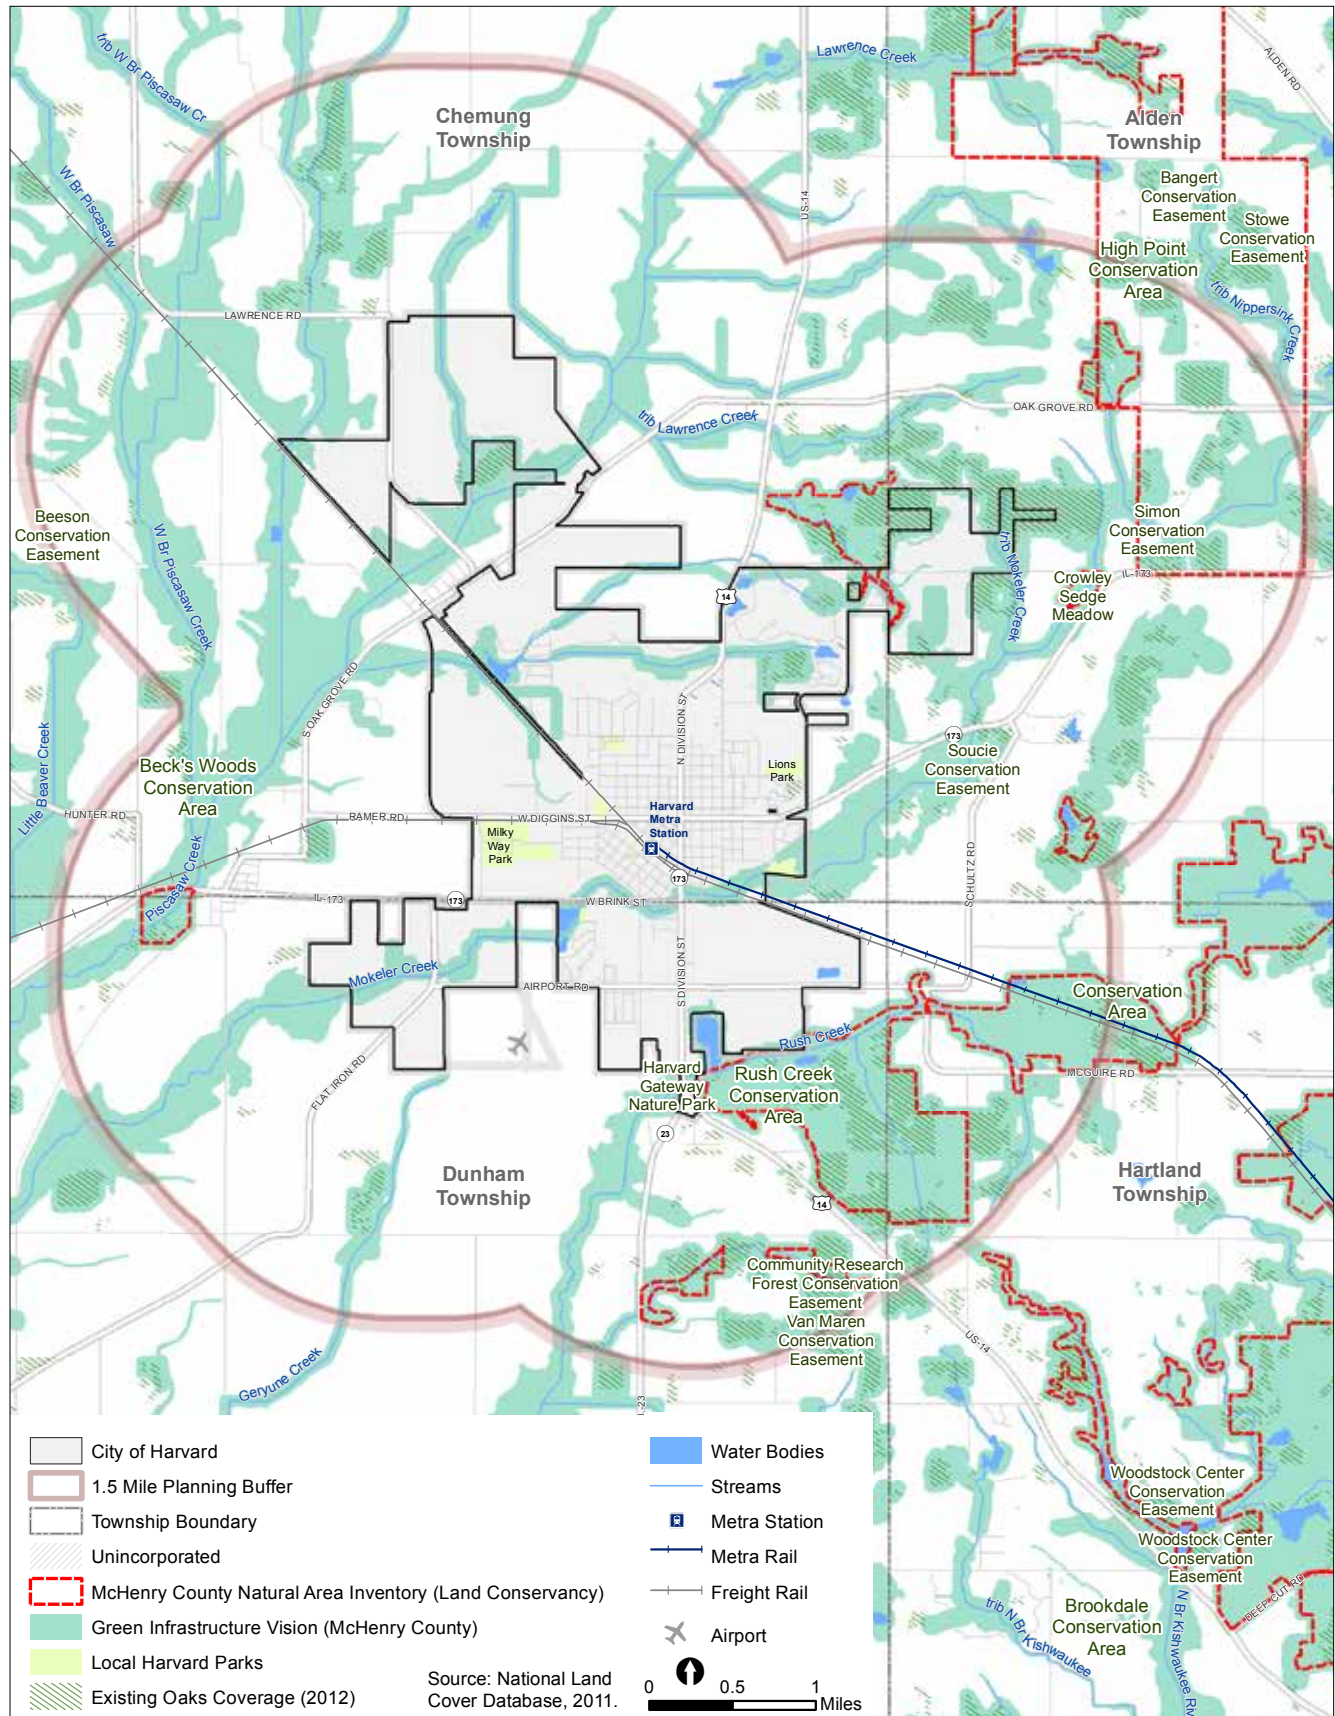 trib W Br Piscasaw Cr
Lawrence Creek
ALDEN RD
Chemung
Township
Alden
Township
W Br Piscasaw
US-14
Bangert
Conservation
Easement
Stowe
Conservation
Easement
High Point
Conservation
Area
trib Nippersink Creek
LAWRENCE RD
OAK GROVE RD
trib Lawrence Creek
Beeson
Conservation
Easement
W Br Piscasaw Creek
Simon
Conservation
Easement
trib Mokeler Creek
IL-173
Crowley
Sedge
Meadow
14
S OAK GROVE RD
N DIVISION ST
173
Soucie
Conservation
Easement
Little Beaver Creek
Beck's Woods
Conservation
Area
Lions
Park
HUNTER RD
RAMER RD
W DIGGINS ST
Harvard
Metra
Station
Milky
Way
Park
SCHULTZ RD
173
Piscasaw Creek
IL-173
173
W BRINK ST
Mokeler Creek
AIRPORT RD
S DIVISION ST
Conservation
Area
Rush Creek
FLAT IRON RD
Harvard
Gateway
Nature Park
Rush Creek
Conservation
Area
MCGUIRE RD
23
Dunham
Township
Hartland
Township
14
Community Research
Forest Conservation
Easement
Van Maren
Conservation
Easement
US-14
Geryune Creek
IL-23
Woodstock Center
Conservation
Easement
Woodstock Center
Conservation
Easement
DEEP CUT RD
Brookdale
Conservation
Area
trib N Br Kishwaukee
N Br Kishwaukee Riv
City of Harvard
1.5 Mile Planning Buffer
Township Boundary
Unincorporated
McHenry County Natural Area Inventory (Land Conservancy)
Green Infrastructure Vision (McHenry County)
Local Harvard Parks
Existing Oaks Coverage (2012)
Water Bodies
Streams
Metra Station
Metra Rail
Freight Rail
Airport
Source: National Land
Cover Database, 2011.
0 0.5 1
Miles